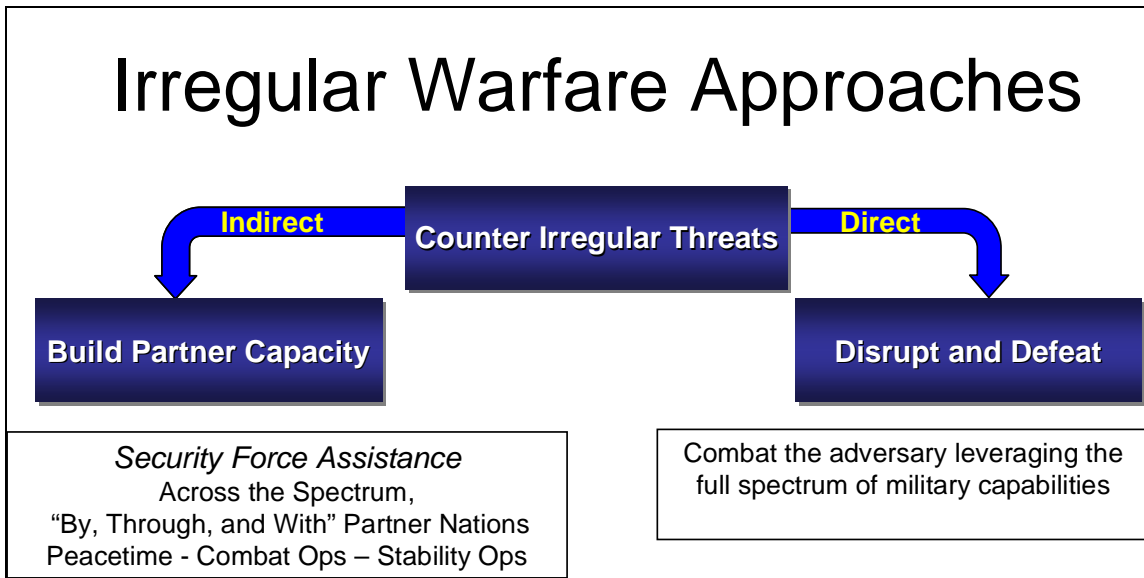 Irregular Warfare Approaches
Indirect
Counter Irregular Threats
Direct
Build Partner Capacity
Disrupt and Defeat
Security Force Assistance
Across the Spectrum,
“By, Through, and With” Partner Nations
Peacetime - Combat Ops – Stability Ops
Combat the adversary leveraging the
full spectrum of military capabilities